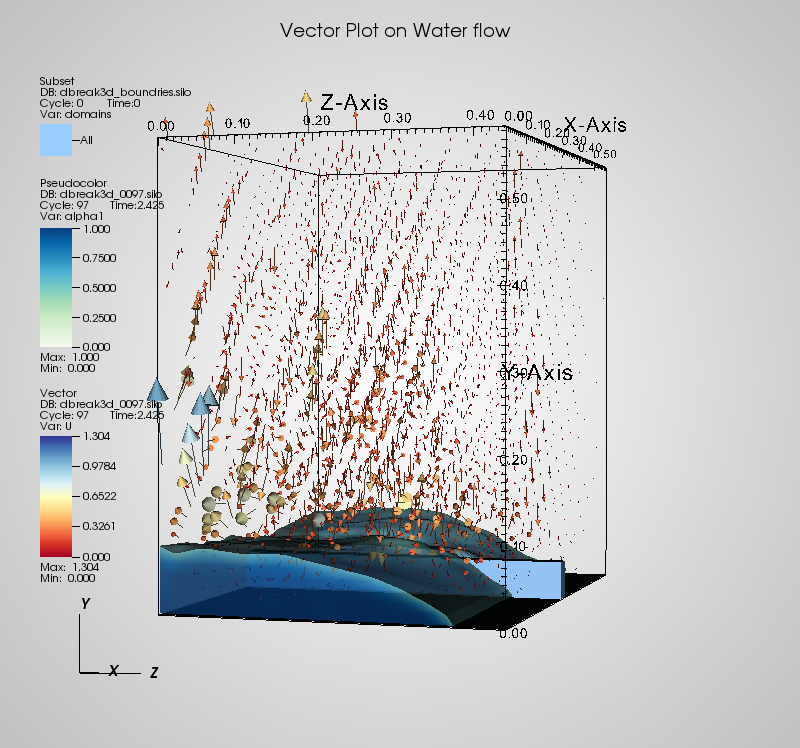 Vector Plot on Water flow
Subset
DB: dbreak3d_boundries.silo
Cycle: 0 Time:0
Var: domains
All
Pseudocolor
DB: dbreak3d_0097.silo
Cycle: 97 Time:2.425
Var: alpha1
1.000
0.7500
0.5000
0.2500
0.000
Max: 1.000
Min: 0.000
Vector
DB: dbreak3d_0097.silo
Cycle: 97 Time:2.425
Var: U
1.304
0.9784
0.6522
0.3261
0.000
Max: 1.304
Min: 0.000
Z-Axis
0.00 0.10 0.20 0.30 0.40
X-Axis
0.00 0.10 0.20 0.30 0.40 0.50
0.50
0.40
0.30
Y-Axis
0.20
0.10
0.00
Y
X Z